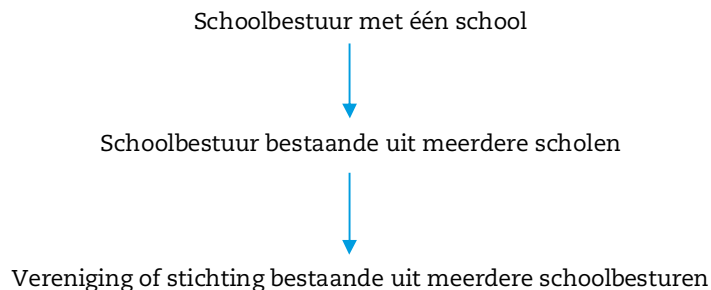 Schoolbestuur met één school
Schoolbestuur bestaande uit meerdere scholen
Vereniging of stichting bestaande uit meerdere schoolbesturen